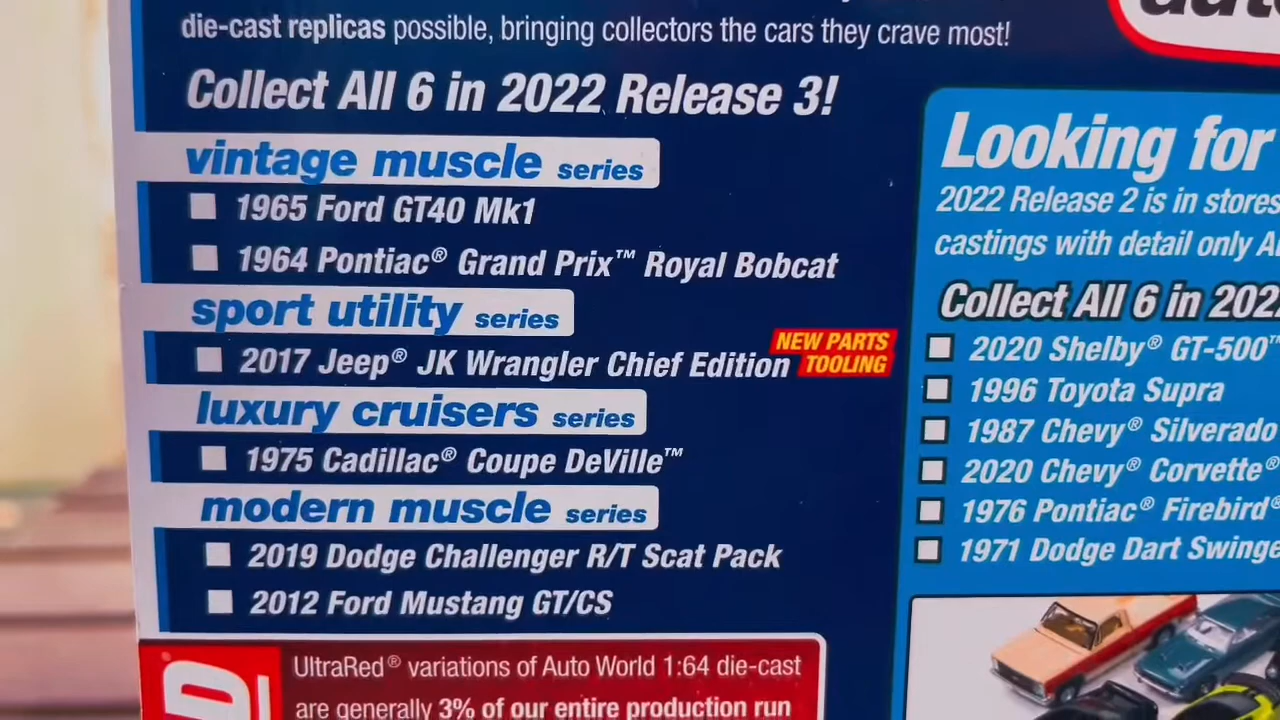 die-cast replicas possible, bringing collectors the cars they crave most!
Collect All 6 in 2022 Release 3!
vintage muscle series
1965 Ford GT40 Mk1
1964 Pontiac® Grand Prix™ Royal Bobcat
sport utility series
2017 Jeep® JK Wrangler Chief Edition
NEW PARTS
TOOLING
luxury cruisers series
1975 Cadillac® Coupe DeVille™
modern muscle series
2019 Dodge Challenger R/T Scat Pack
2012 Ford Mustang GT/CS
UltraRed® variations of Auto World 1:64 die-cast
are generally 3% of our entire production run
Looking for
2022 Release 2 is in stores
castings with detail only
Collect All 6 in 202
2020 Shelby® GT-500™
1996 Toyota Supra
1987 Chevy® Silverado
2020 Chevy® Corvette®
1976 Pontiac® Firebird®
1971 Dodge Dart Swinge